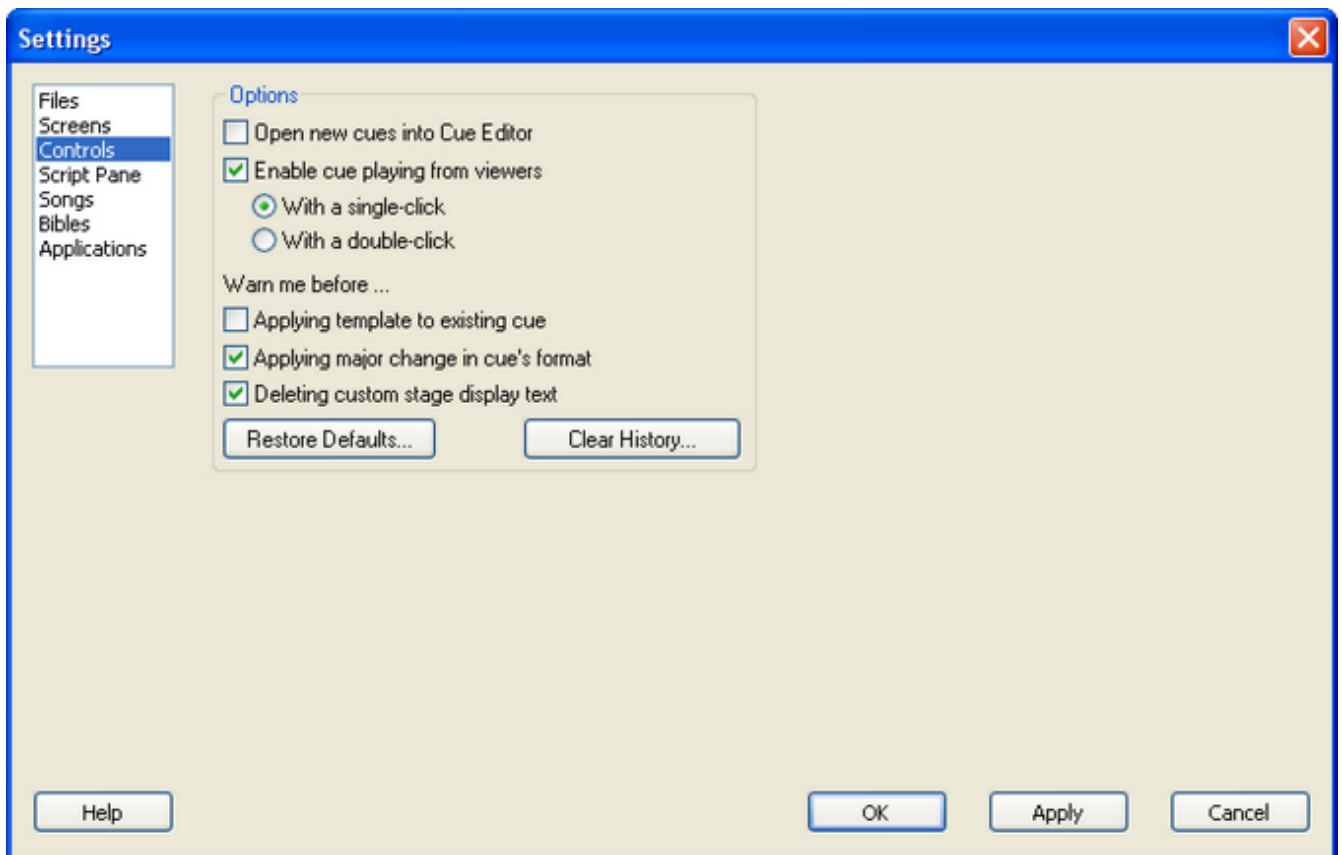 Settings
Files
Screens
Controls
Script Pane
Songs
Bibles
Applications
Options
Open new cues into Cue Editor
Enable cue playing from viewers
With a single-click
With a double-click
Warn me before ...
Applying template to existing cue
Applying major change in cue's format
Deleting custom stage display text
Restore Defaults...
Clear History...
Help
OK
Apply
Cancel